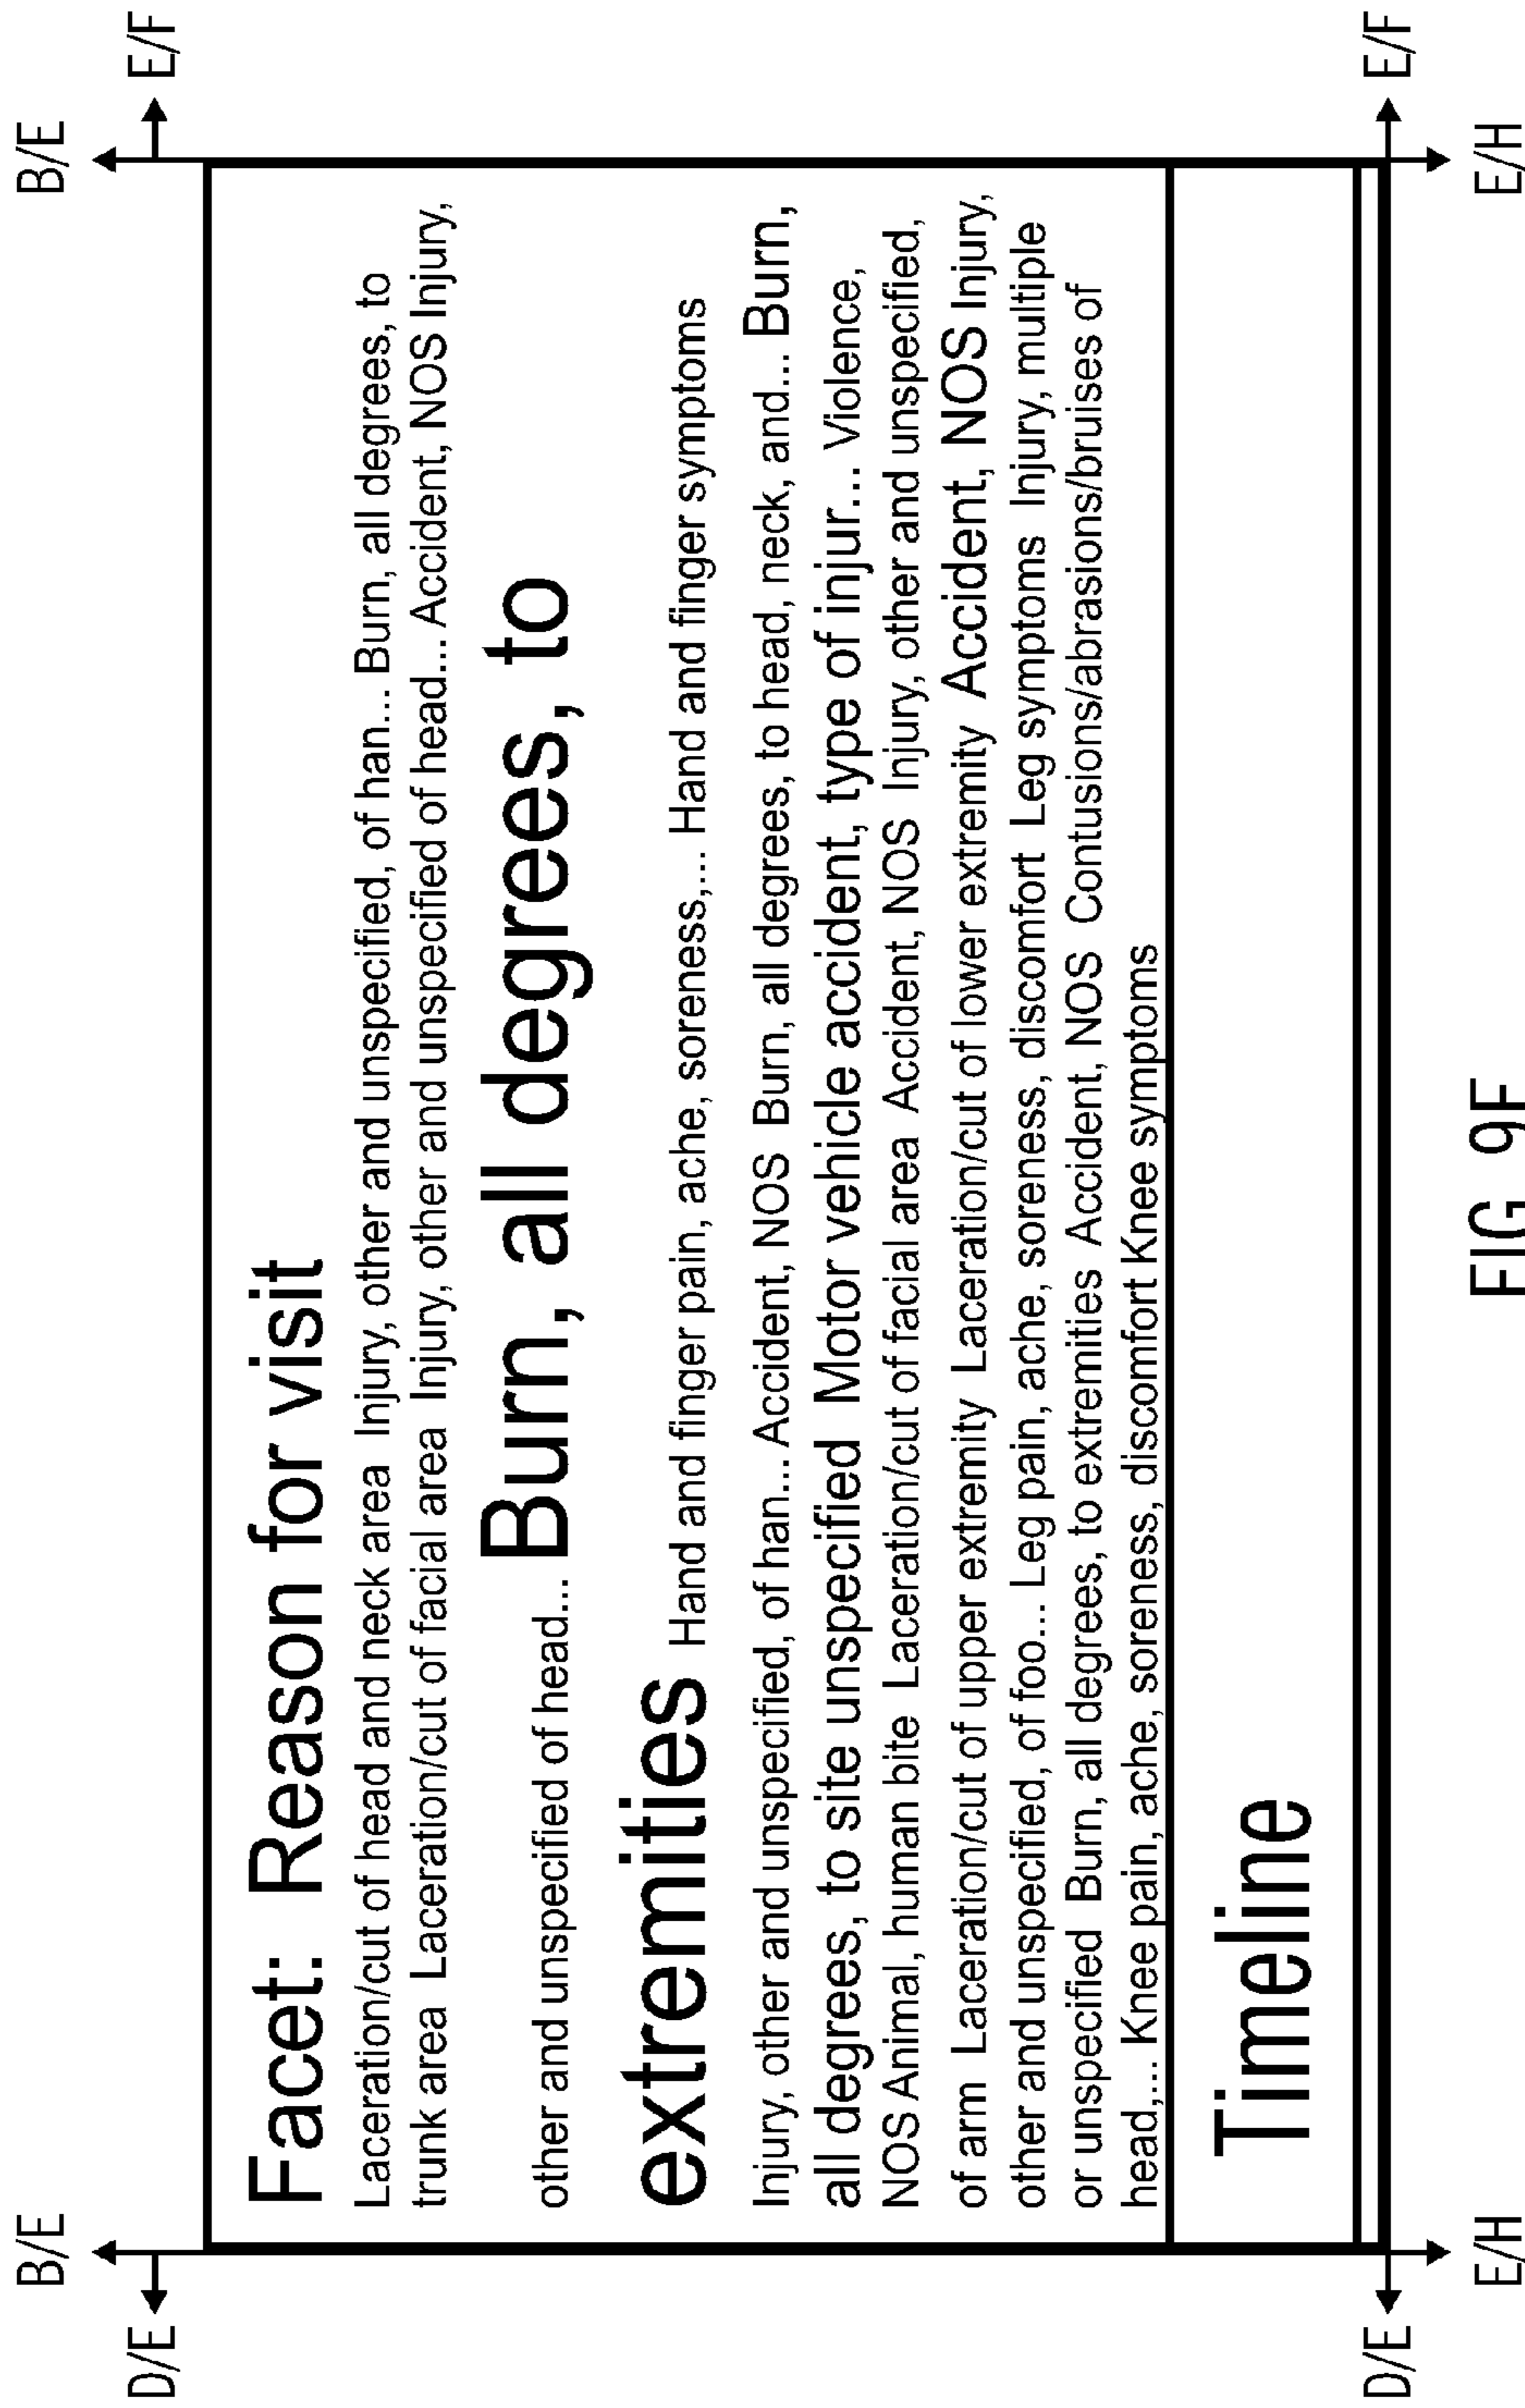 B/E B/E
D/E E/F
Facet: Reason for visit
Laceration/cut of head and neck area Injury, other and unspecified, of han... Burn, all degrees, to
trunk area Laceration/cut of facial area Injury, other and unspecified of head... Accident, NOS Injury,
other and unspecified of head... Burn, all degrees, to
extremities Hand and finger pain, ache, soreness,... Hand and finger symptoms
Injury, other and unspecified, of han... Accident, NOS Burn, all degrees, to head, neck, and... Burn,
all degrees, to site unspecified Motor vehicle accident, type of injur... Violence,
NOS Animal, human bite Laceration/cut of facial area Accident, NOS Injury, other and unspecified,
of arm Laceration/cut of upper extremity Laceration/cut of lower extremity Accident, NOS Injury,
other and unspecified, of foo... Leg pain, ache, soreness, discomfort Leg symptoms Injury, multiple
or unspecified Burn, all degrees, to extremities Accident, NOS Contusions/abrasions/bruises of
head,... Knee pain, ache, soreness, discomfort Knee symptoms
Timeline
D/E E/F
E/H E/H
FIG 9E